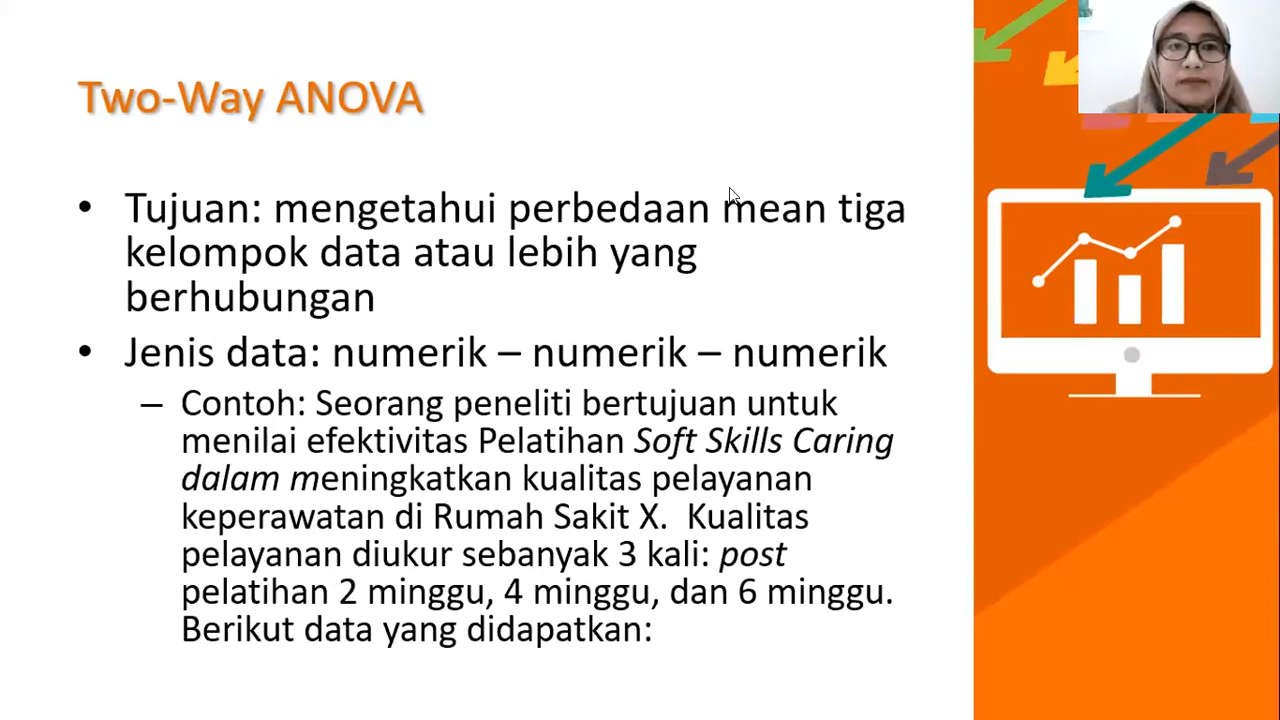 Two-Way ANOVA
• Tujuan: mengetahui perbedaan mean tiga
kelompok data atau lebih yang
berhubungan
• Jenis data: numerik – numerik – numerik
– Contoh: Seorang peneliti bertujuan untuk
menilai efektivitas Pelatihan Soft Skills Caring
dalam meningkatkan kualitas pelayanan
keperawatan di Rumah Sakit X. Kualitas
pelayanan diukur sebanyak 3 kali: post
pelatihan 2 minggu, 4 minggu, dan 6 minggu.
Berikut data yang didapatkan: